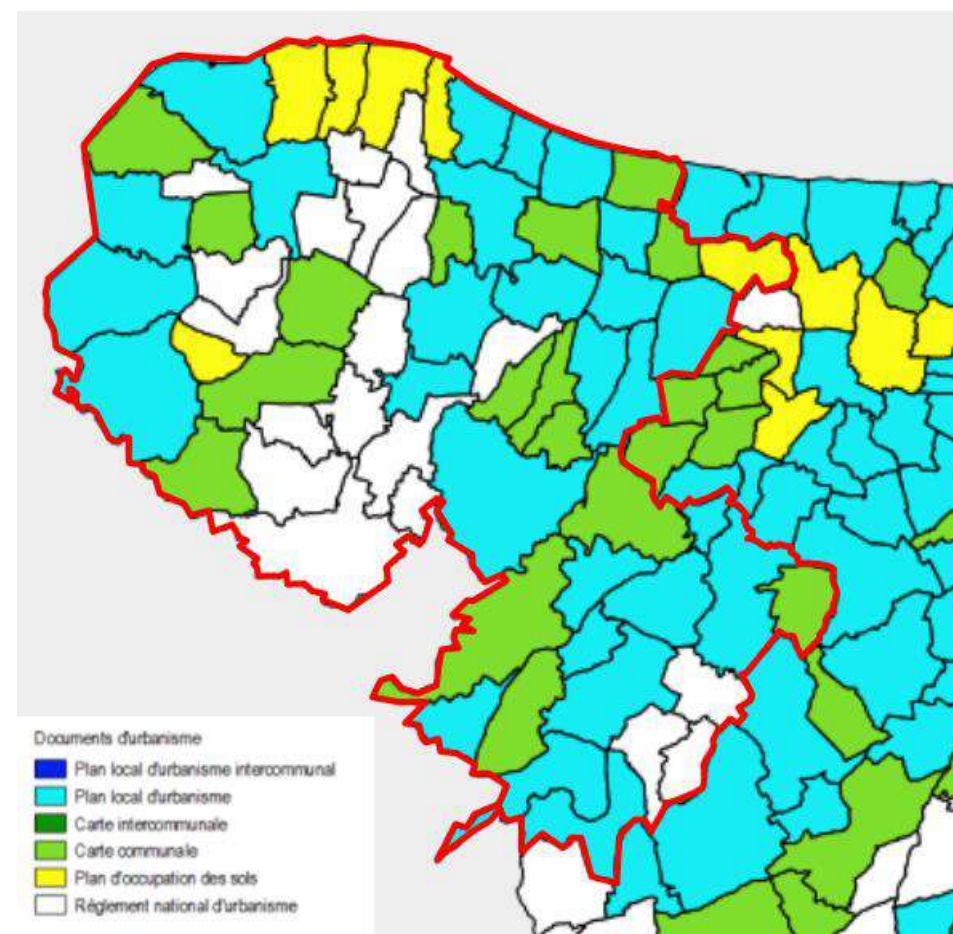 Documents d'urbanisme
Plan local d'urbanisme intercommunal
Plan local d'urbanisme
Carte intercommunale
Carte communale
Plan d'occupation des sols
Réglement national d'urbanisme